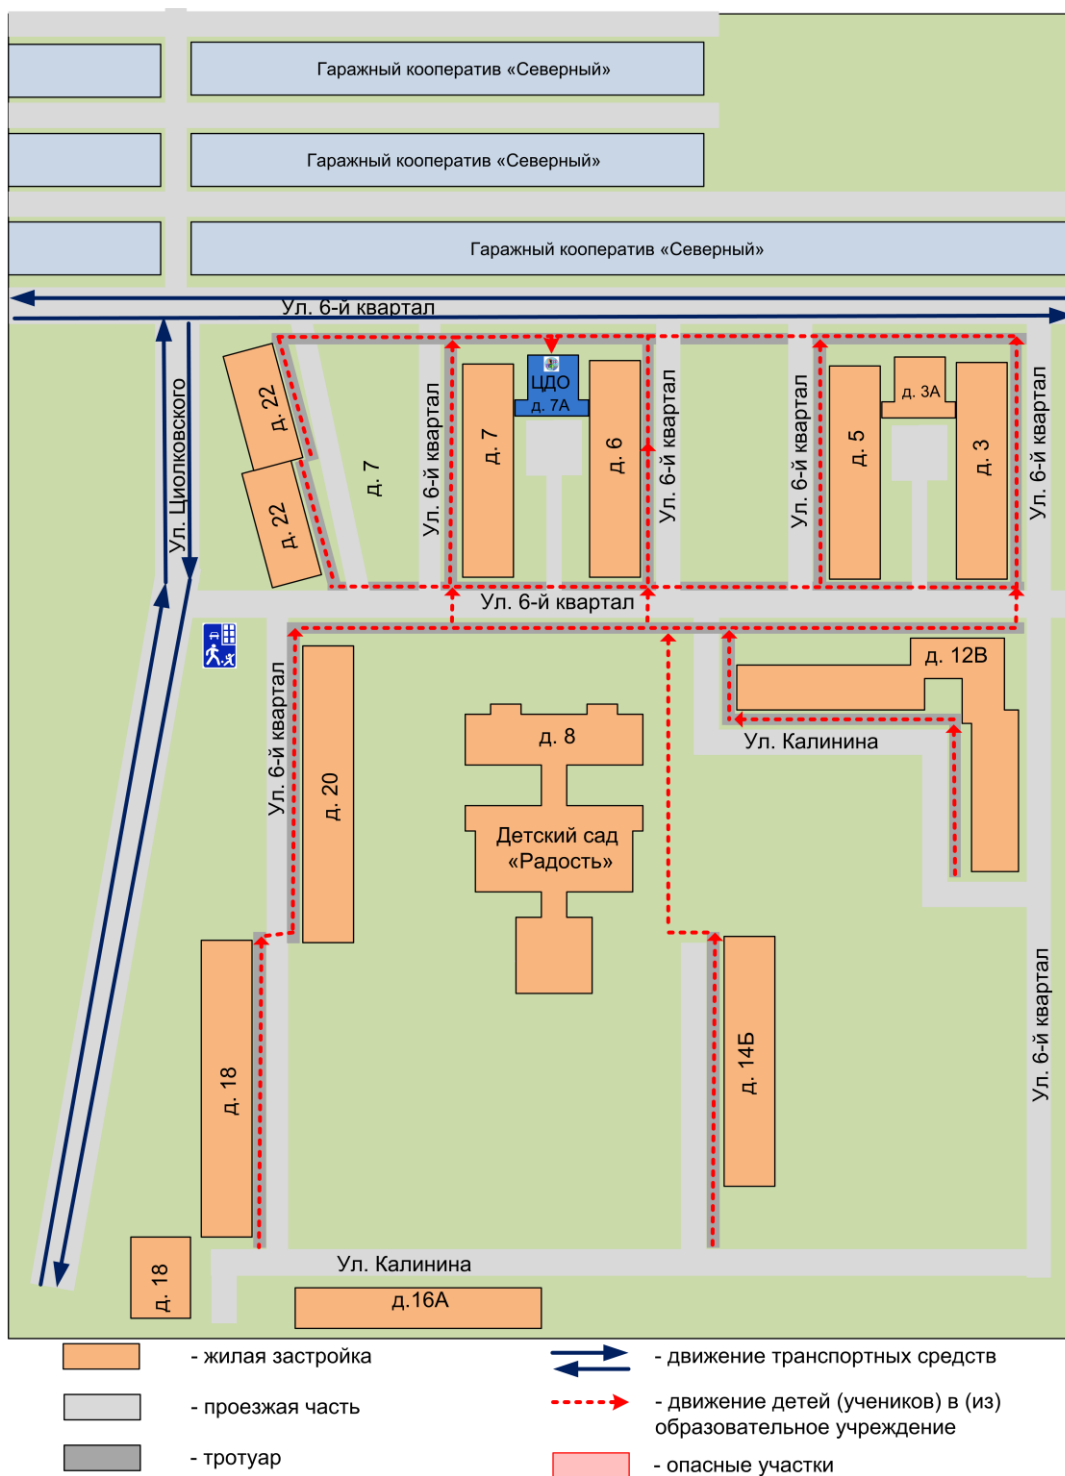 Гаражный кооператив «Северный»
Гаражный кооператив «Северный»
Гаражный кооператив «Северный»
Ул. 6-й квартал
Ул. Циолковского
д. 22
д. 22
д. 7
Ул. 6-й квартал
д. 7
ЦДО
д. 7А
д. 6
Ул. 6-й квартал
Ул. 6-й квартал
д. 5
д. 3А
д. 3
Ул. 6-й квартал
Ул. 6-й квартал
Ул. 6-й квартал
д. 20
д. 8
Детский сад
«Радость»
д. 12В
Ул. Калинина
д. 18
д. 14Б
Ул. 6-й квартал
Ул. Калинина
д. 18
д.16А
- жилая застройка
- проезжая часть
- тротуар
- движение транспортных средств
- движение детей (учеников) в (из)
образовательное учреждение
- опасные участки